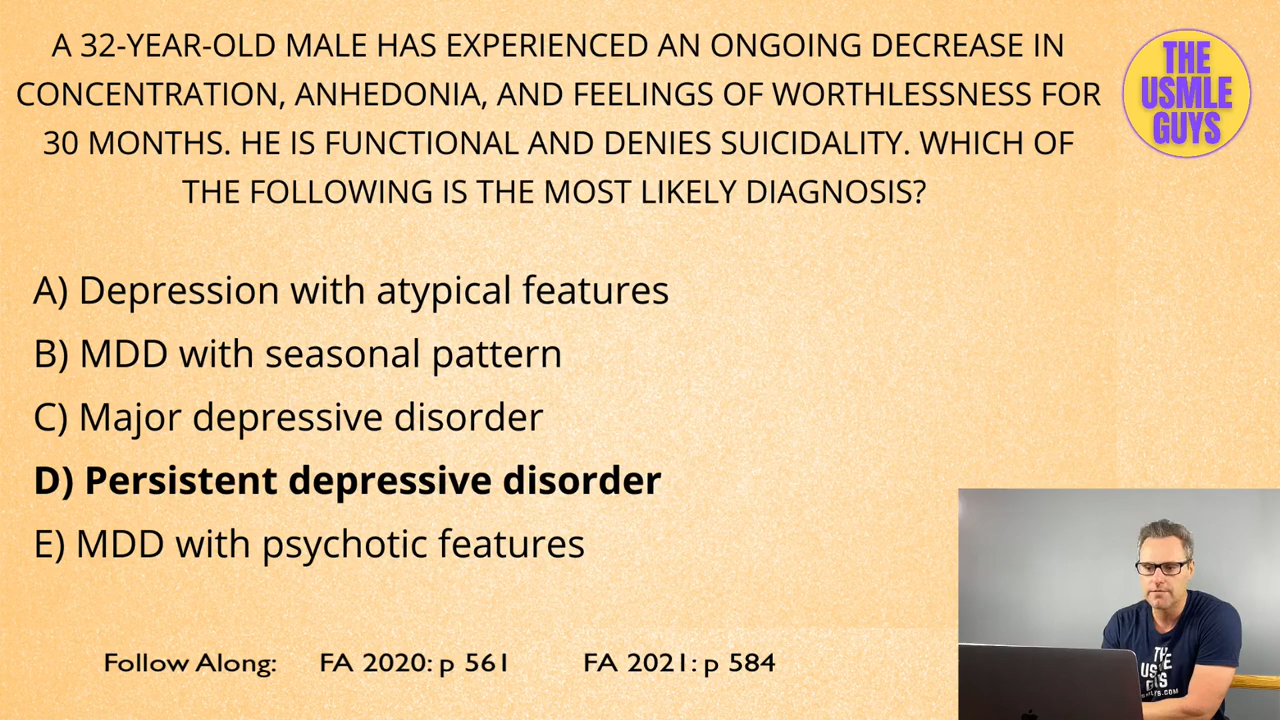 A 32-YEAR-OLD MALE HAS EXPERIENCED AN ONGOING DECREASE IN
CONCENTRATION, ANHEDONIA, AND FEELINGS OF WORTHLESSNESS FOR
30 MONTHS. HE IS FUNCTIONAL AND DENIES SUICIDALITY. WHICH OF
THE FOLLOWING IS THE MOST LIKELY DIAGNOSIS?
THE
USMLE
GUYS
A) Depression with atypical features
B) MDD with seasonal pattern
C) Major depressive disorder
D) Persistent depressive disorder
E) MDD with psychotic features
Follow Along: FA 2020: p 561 FA 2021: p 584